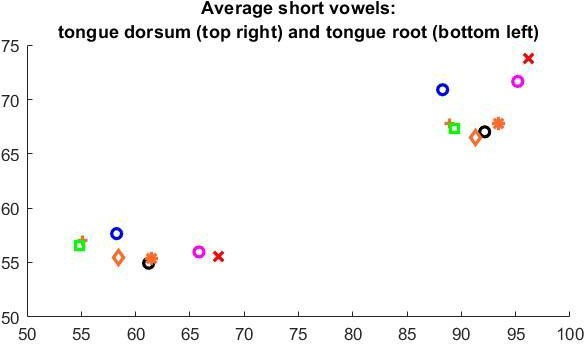 Average short vowels:
tongue dorsum (top right) and tongue root (bottom left)
75
70
65
60
55
50
50 55 60 65 70 75 80 85 90 95 100